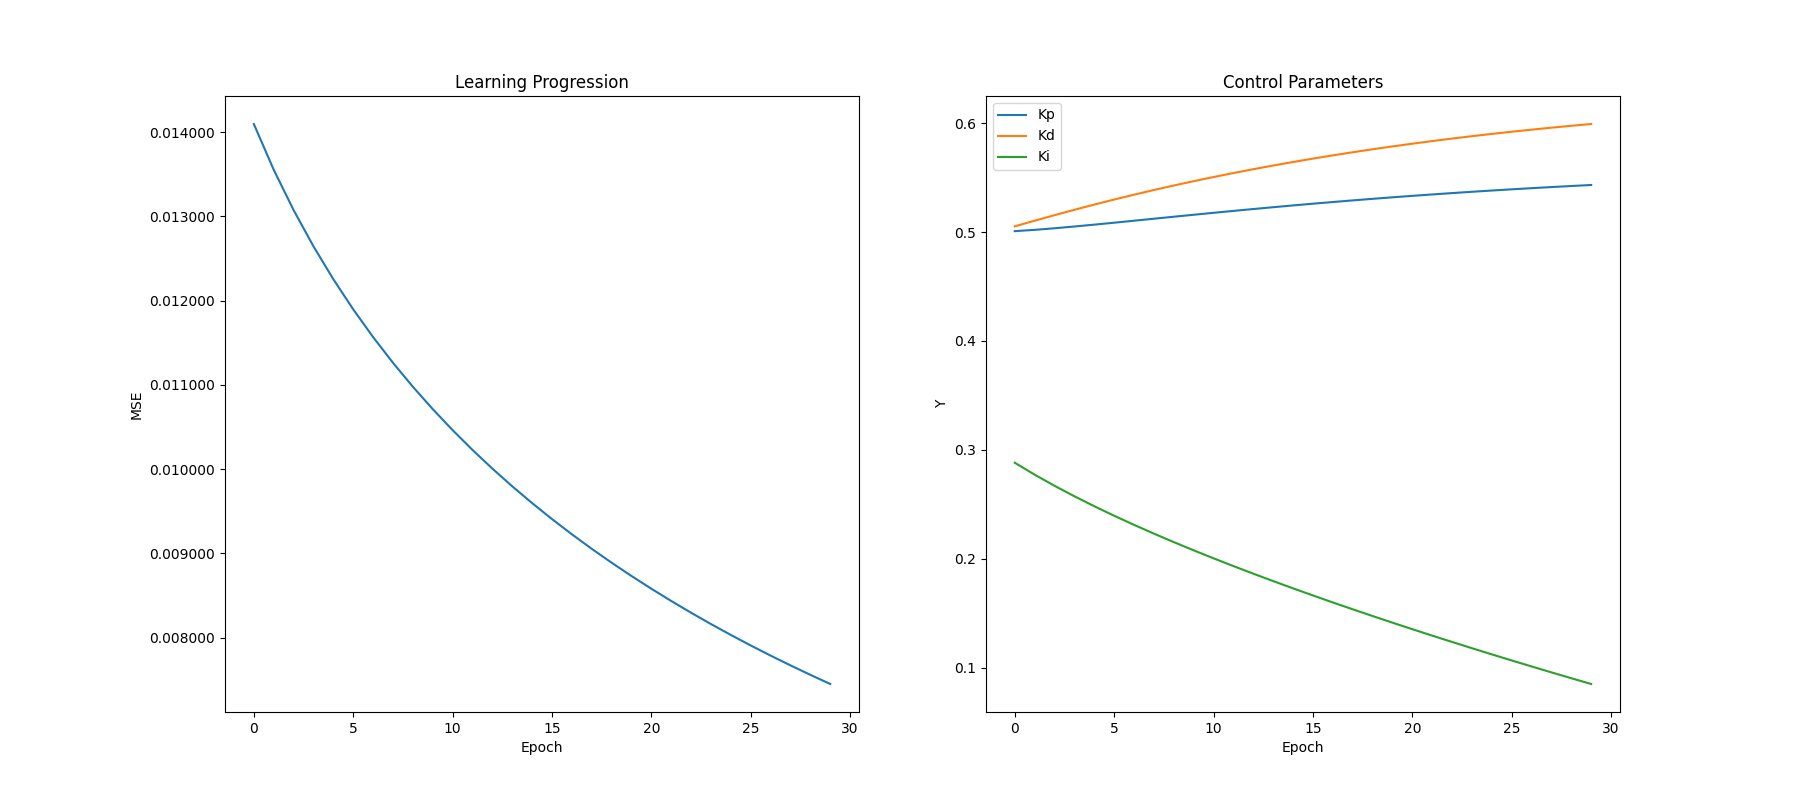 Learning Progression
0.014000
0.013000
0.012000
0.011000
0.010000
0.009000
0.008000
MSE
0 5 10 15 20 25 30
Epoch
Control Parameters
Kp
Kd
Ki
0.6
0.5
0.4
0.3
0.2
0.1
Y
0 5 10 15 20 25 30
Epoch